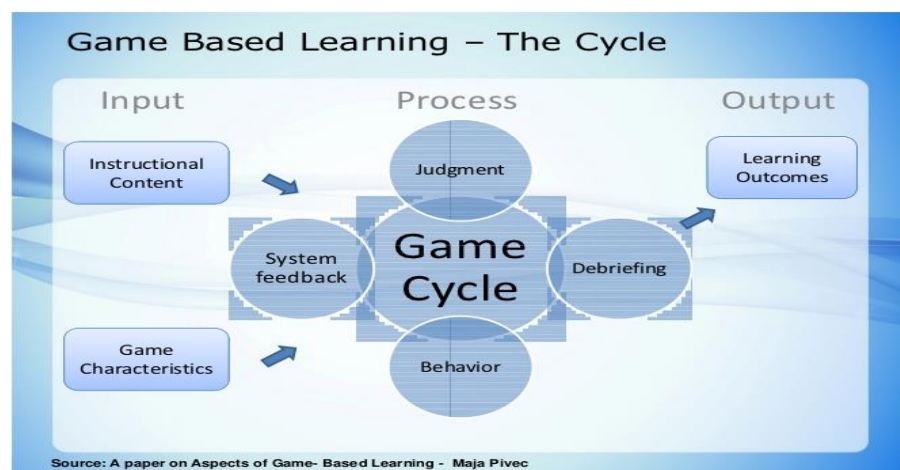 Game Based Learning – The Cycle
Input
Process
Output
Instructional
Content
Game
Characteristics
Judgment
System
feedback
Game
Cycle
Debriefing
Behavior
Learning
Outcomes
Source: A paper on Aspects of Game- Based Learning - Maja Pivec